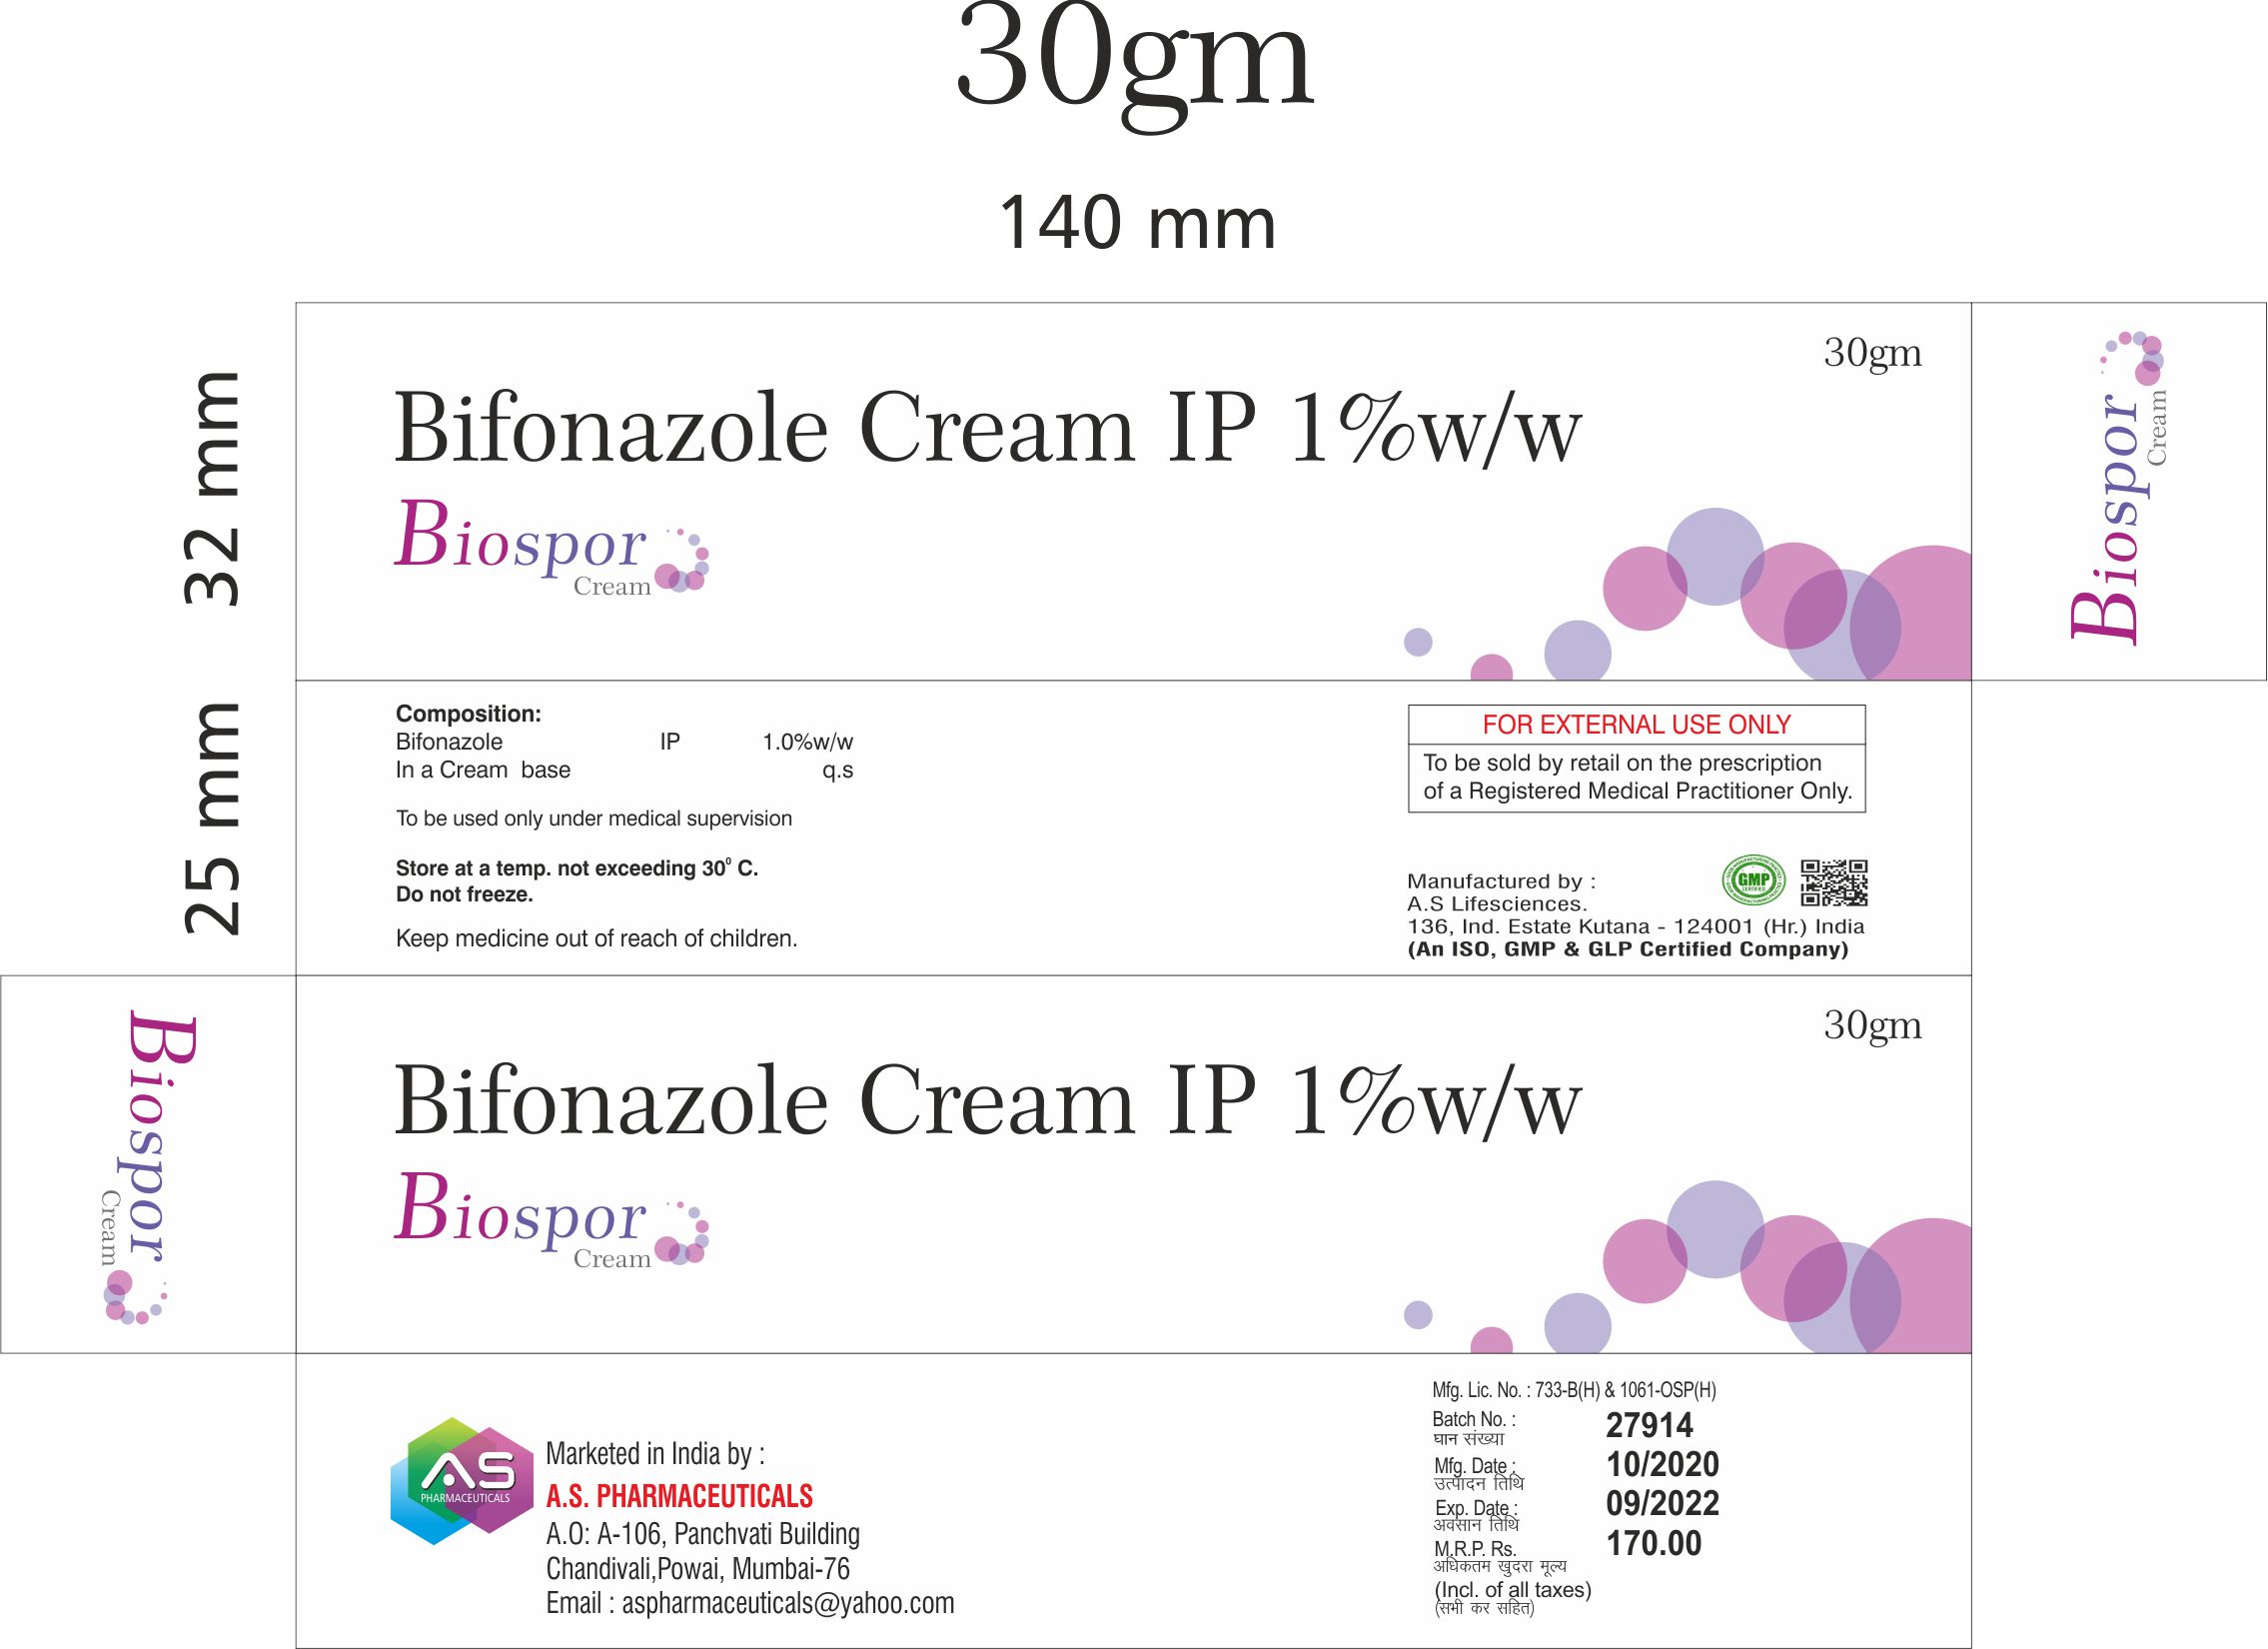 30gm
140 mm
32 mm
25 mm
30gm
Bifonazole Cream IP 1%w/w
Biospor
Cream
Biospor
Cream
Composition:
Bifonazole IP 1.0%w/w
In a Cream base q.s
To be used only under medical supervision
Store at a temp. not exceeding 30⁰ C.
Do not freeze.
Keep medicine out of reach of children.
FOR EXTERNAL USE ONLY
To be sold by retail on the prescription
of a Registered Medical Practitioner Only.
Manufactured by :
A.S Lifesciences.
136, Ind. Estate Kutana - 124001 (Hr.) India
(An ISO, GMP & GLP Certified Company)
GMP
CERTIFIED
Biospor
Cream
30gm
Bifonazole Cream IP 1%w/w
Biospor
Cream
AS
PHARMACEUTICALS
Marketed in India by :
A.S. PHARMACEUTICALS
A.O: A-106, Panchvati Building
Chandivali,Powai, Mumbai-76
Email : aspharmaceuticals@yahoo.com
Mfg. Lic. No. : 733-B(H) & 1061-OSP(H)
Batch No. : 27914
घान संख्या
Mfg. Date : 10/2020
उत्पादन तिथि
Exp. Date : 09/2022
अवसान तिथि
M.R.P. Rs. 170.00
अधिकतम खुदरा मूल्य
(Incl. of all taxes)
(सभी कर सहित)